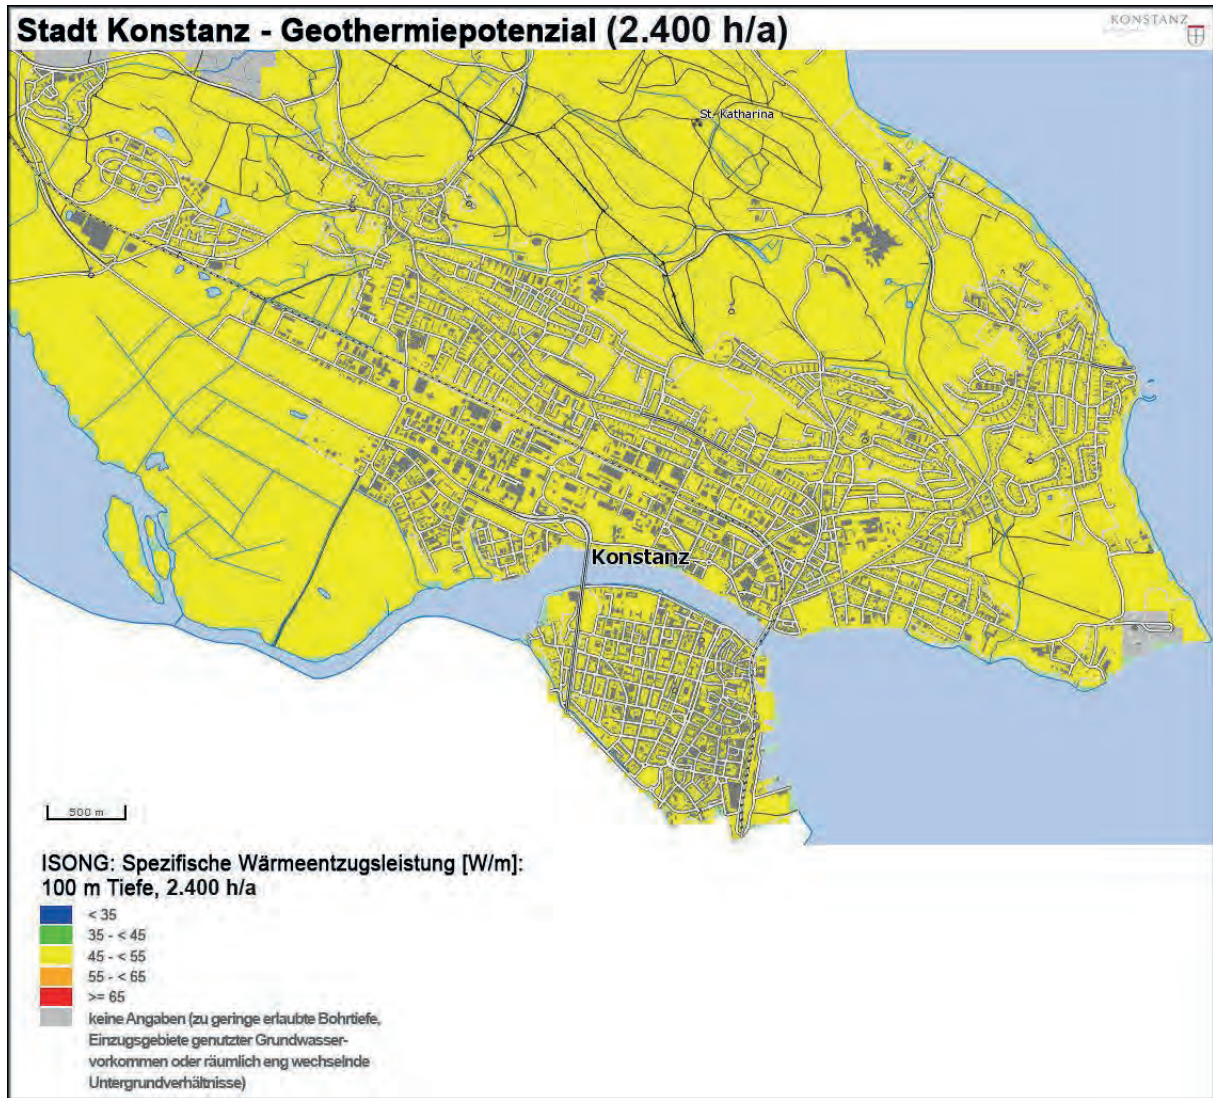 Stadt Konstanz - Geothermiepotenzial (2.400 h/a)
KONSTANZ
St. Katharina
Konstanz
500 m
ISONG: Spezifische Wärmeentzugsleistung [W/m]:
100 m Tiefe, 2.400 h/a
< 35
35 - < 45
45 - < 55
55 - < 65
>= 65
keine Angaben (zu geringe erlaubte Bohrtiefe,
Einzugsgebiete genutzter Grundwasser-
vorkommen oder räumlich eng wechselnde
Untergrundverhältnisse)